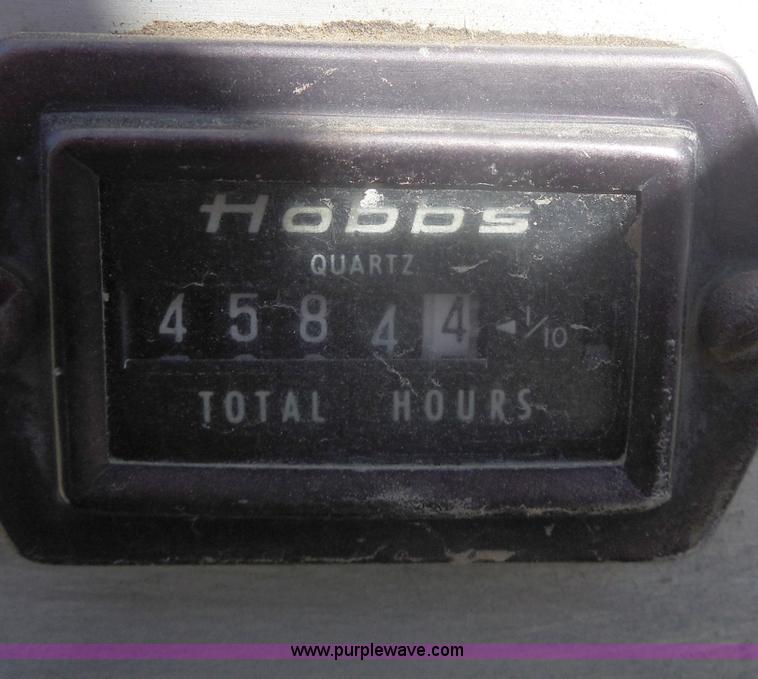 Hobbs
QUARTZ
4 5 8 4 4 ◄ 1/10
TOTAL HOURS
www.purplewave.com